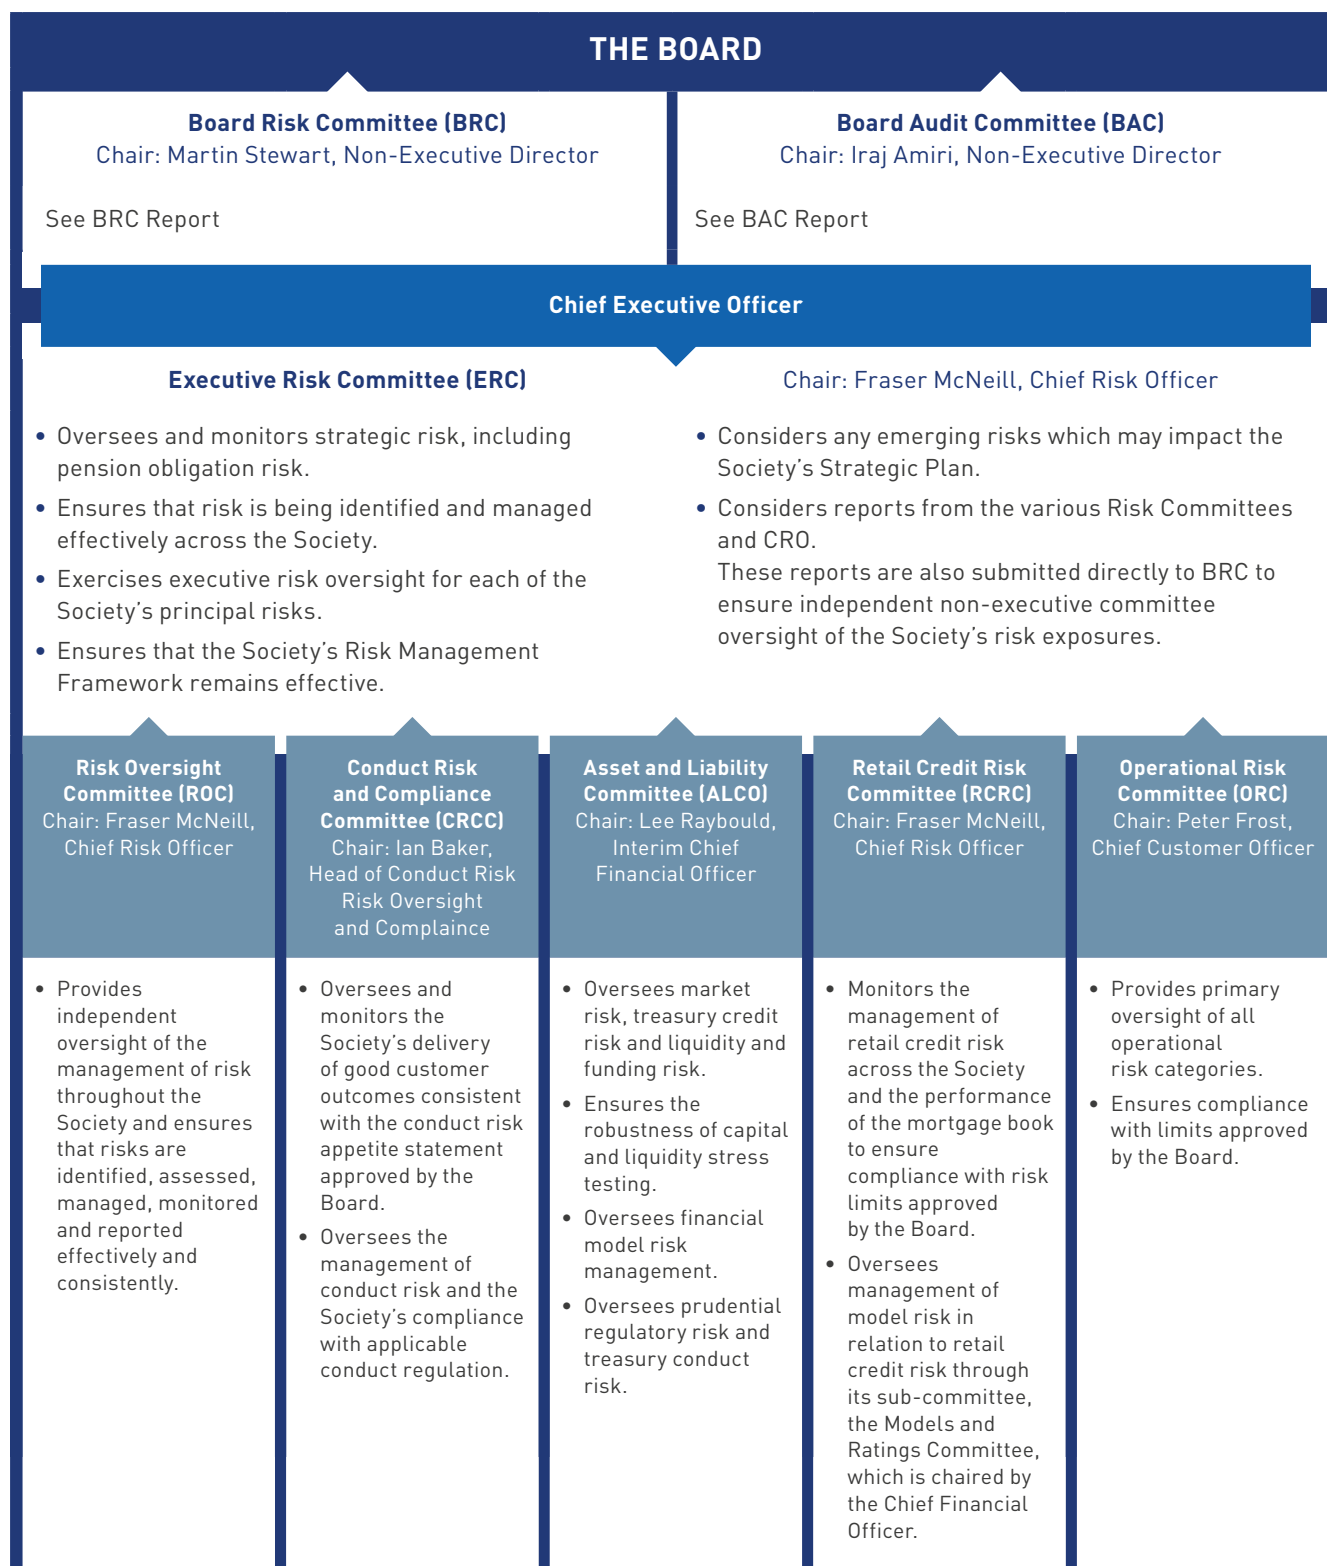 THE BOARD
Board Risk Committee (BRC)
Chair: Martin Stewart, Non-Executive Director
See BRC Report
Board Audit Committee (BAC)
Chair: Iraj Amiri, Non-Executive Director
See BAC Report
Chief Executive Officer
Executive Risk Committee (ERC)
Chair: Fraser McNeill, Chief Risk Officer
• Oversees and monitors strategic risk, including
pension obligation risk.
• Ensures that risk is being identified and managed
effectively across the Society.
• Exercises executive risk oversight for each of the
Society's principal risks.
• Ensures that the Society's Risk Management
Framework remains effective.
• Considers any emerging risks which may impact the
Society's Strategic Plan.
• Considers reports from the various Risk Committees
and CRO.
These reports are also submitted directly to BRC to
ensure independent non-executive committee
oversight of the Society's risk exposures.
Risk Oversight
Committee (ROC)
Chair: Fraser McNeill,
Chief Risk Officer
• Provides
independent
oversight of the
management of risk
throughout the
Society and ensures
that risks are
identified, assessed,
managed, monitored
and reported
effectively and
consistently.
Conduct Risk
and Compliance
Committee (CRCC)
Chair: Ian Baker,
Head of Conduct Risk
Risk Oversight
and Complaince
• Oversees and
monitors the
Society's delivery
of good customer
outcomes consistent
with the conduct risk
appetite statement
approved by the
Board.
• Oversees the
management of
conduct risk and the
Society's compliance
with applicable
conduct regulation.
Asset and Liability
Committee (ALCO)
Chair: Lee Raybould,
Interim Chief
Financial Officer
• Oversees market
risk, treasury credit
risk and liquidity and
funding risk.
• Ensures the
robustness of capital
and liquidity stress
testing.
• Oversees financial
model risk
management.
• Oversees prudential
regulatory risk and
treasury conduct
risk.
Retail Credit Risk
Committee (RCRC)
Chair: Fraser McNeill,
Chief Risk Officer
• Monitors the
management of
retail credit risk
across the Society
and the performance
of the mortgage book
to ensure
compliance with risk
limits approved
by the Board.
• Oversees
management of
model risk in
relation to retail
credit risk through
its sub-committee,
the Models and
Ratings Committee,
which is chaired by
the Chief Financial
Officer.
Operational Risk
Committee (ORC)
Chair: Peter Frost,
Chief Customer Officer
• Provides primary
oversight of all
operational
risk categories.
• Ensures compliance
with limits approved
by the Board.